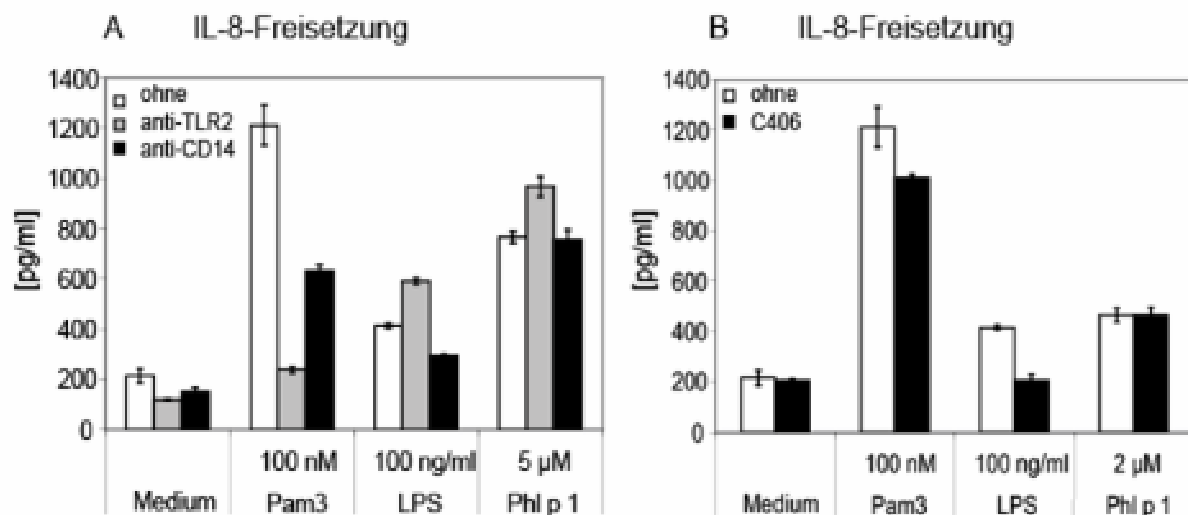 A IL-8-Freisetzung
[pg/ml]
1400
1200
1000
800
600
400
200
0
ohne
anti-TLR2
anti-CD14
100 nM 100 ng/ml 5 µM
Medium Pam3 LPS Phl p 1
B IL-8-Freisetzung
[pg/ml]
1400
1200
1000
800
600
400
200
0
ohne
C406
100 nM 100 ng/ml 2 µM
Medium Pam3 LPS Phl p 1